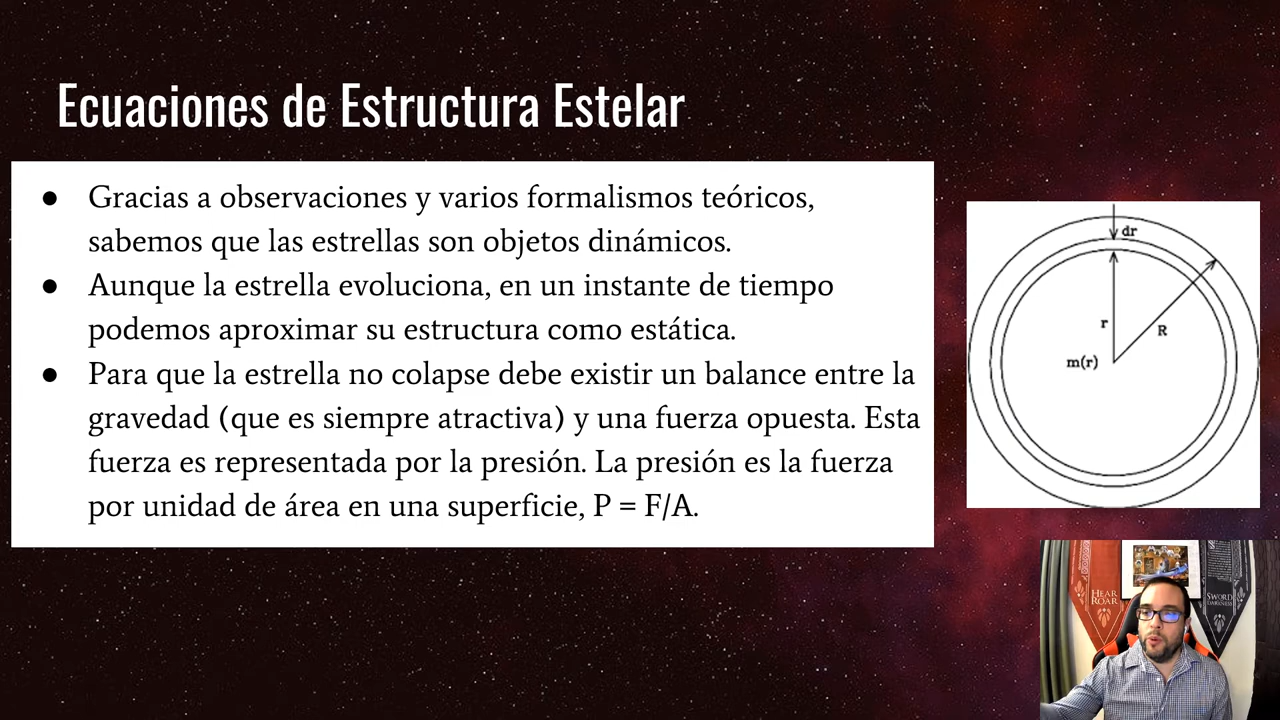 Ecuaciones de Estructura Estelar
● Gracias a observaciones y varios formalismos teóricos,
sabemos que las estrellas son objetos dinámicos.
● Aunque la estrella evoluciona, en un instante de tiempo
podemos aproximar su estructura como estática.
● Para que la estrella no colapse debe existir un balance entre la
gravedad (que es siempre atractiva) y una fuerza opuesta. Esta
fuerza es representada por la presión. La presión es la fuerza
por unidad de área en una superficie, P = F/A.
dr
r
R
m(r)
HEAR
ROAR
SWORD
DARKNESS